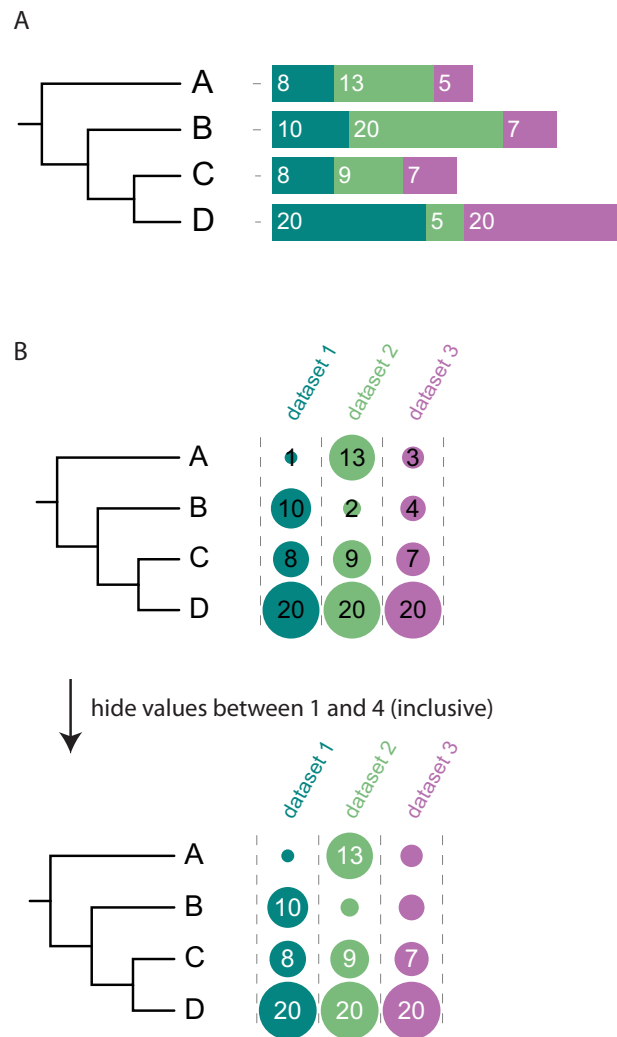 A
A 8 13 5
B 10 20 7
C 8 9 7
D 20 5 20
B
dataset 1 dataset 2 dataset 3
A 1 13 3
B 10 2 4
C 8 9 7
D 20 20 20
hide values between 1 and 4 (inclusive)
dataset 1 dataset 2 dataset 3
A 13
B 10
C 8 9 7
D 20 20 20